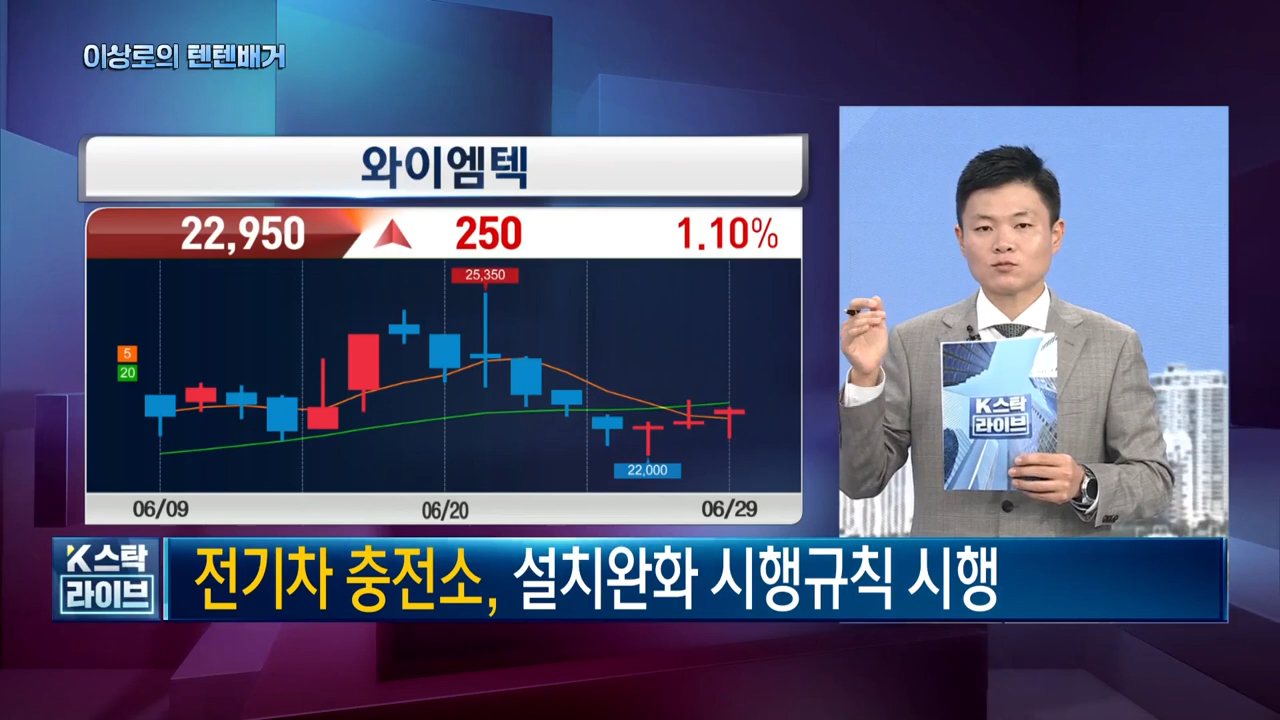 이상로의 텐텐배거
와이엠텍
22,950 250 1.10%
25,350
5
20
22,000
06/09 06/20 06/29
K스탁
라이브
K스탁
라이브
전기차 충전소, 설치완화 시행규칙 시행